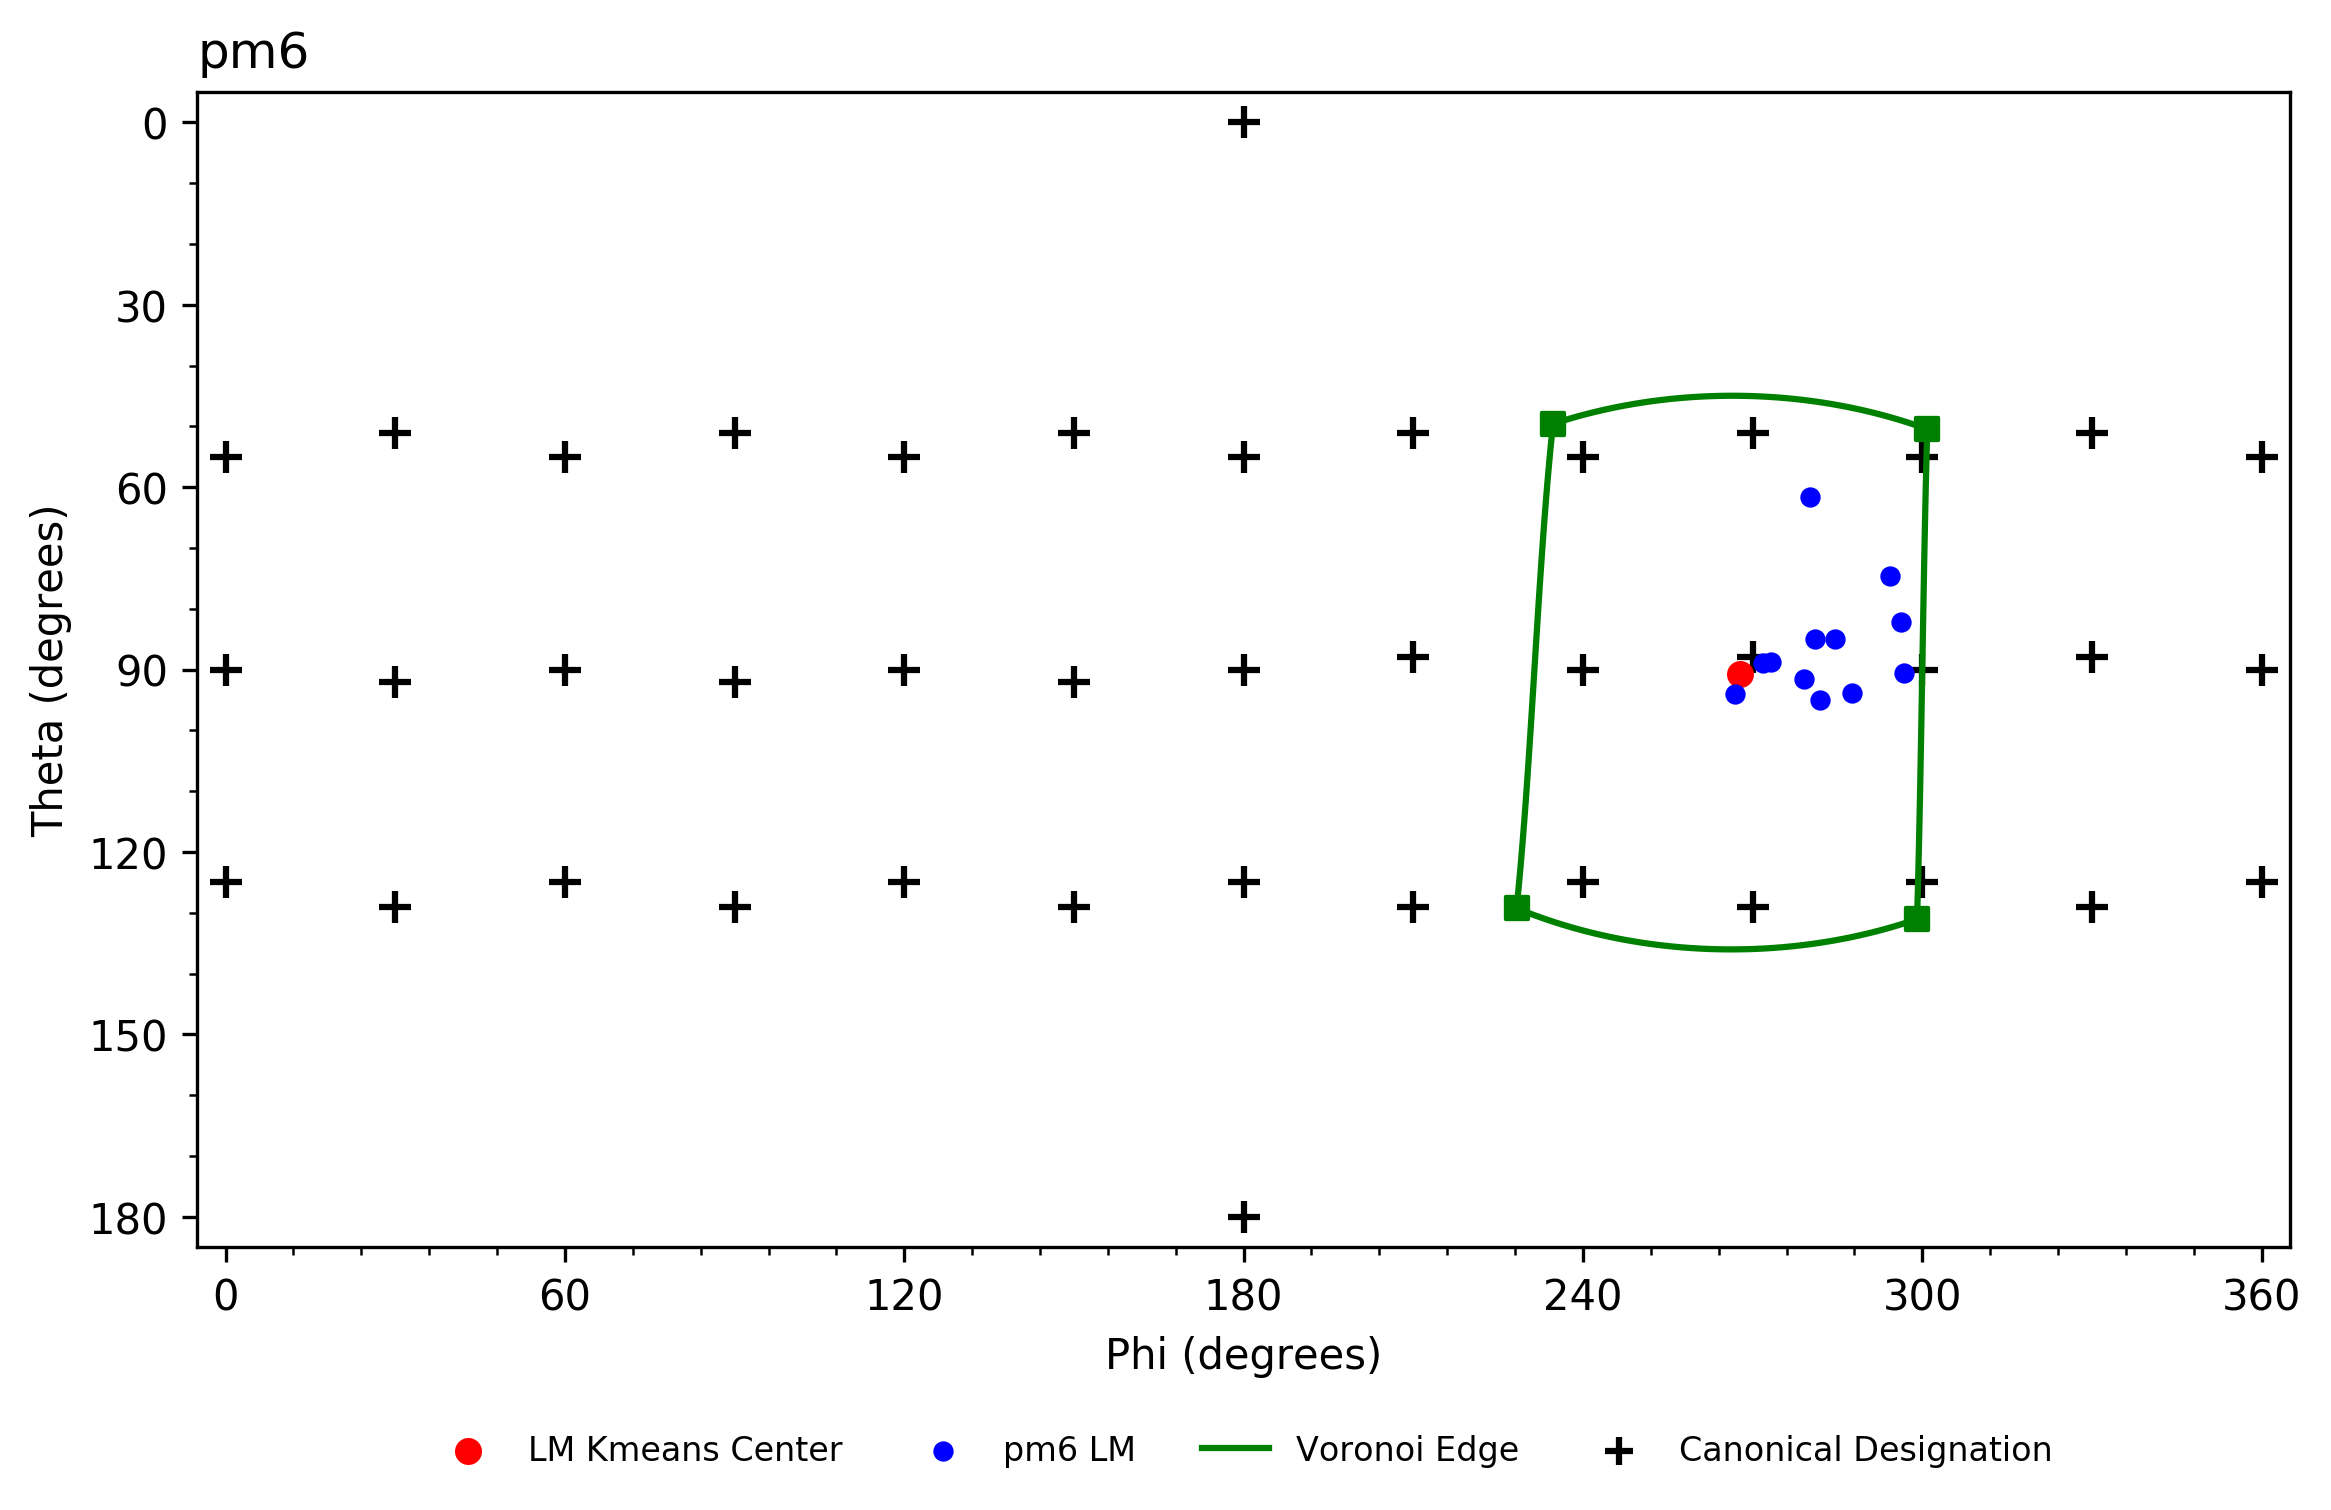 pm6
0
30
60
90
120
150
180
Theta (degrees)
0 60 120 180 240 300 360
Phi (degrees)
LM Kmeans Center pm6 LM Voronoi Edge Canonical Designation